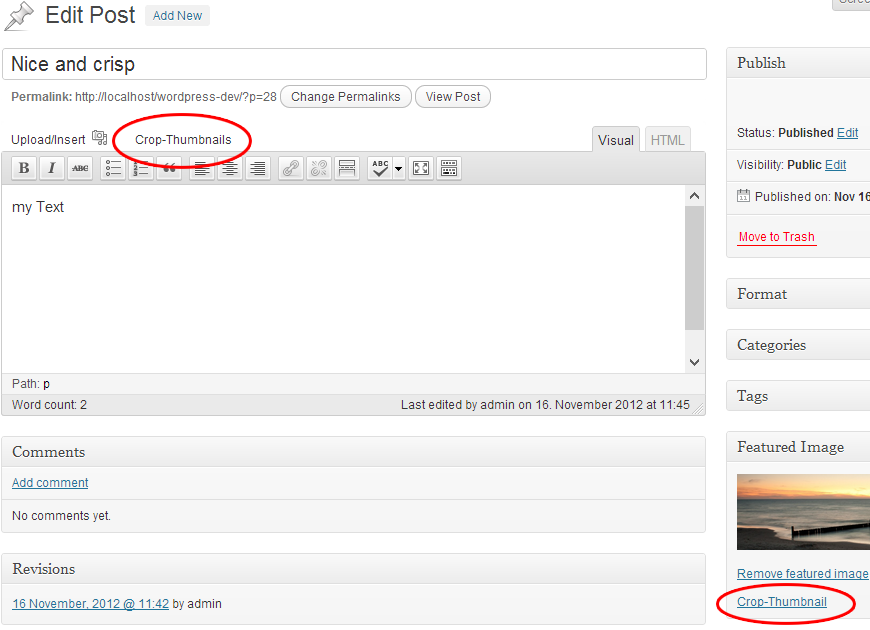 Edit Post Add New
Nice and crisp
Permalink: http://localhost/wordpress-dev/?p=28 Change Permalinks View Post
Upload/Insert Crop-Thumbnails Visual HTML
B I ABC ABC
my Text
Path: p
Word count: 2 Last edited by admin on 16. November 2012 at 11:45
Comments
Add comment
No comments yet.
Revisions
16 November, 2012 @ 11:42 by admin
Publish
Status: Published Edit
Visibility: Public Edit
Published on: Nov 16
Move to Trash
Format
Categories
Tags
Featured Image
Remove featured image
Crop-Thumbnail